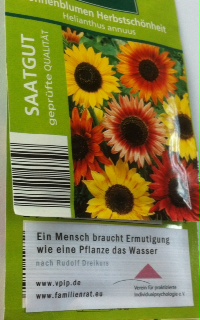 nnenblumen Herbstschönheit
Helianthus annuus
SAATGUT
geprüfte QUALITÄT
Ein Mensch braucht Ermutigung
wie eine Pflanze das Wasser
nach Rudolf Dreikurs
www.vpip.de
www.familienrat.eu
Verein für praktizierte
Individualpsychologie e.V.